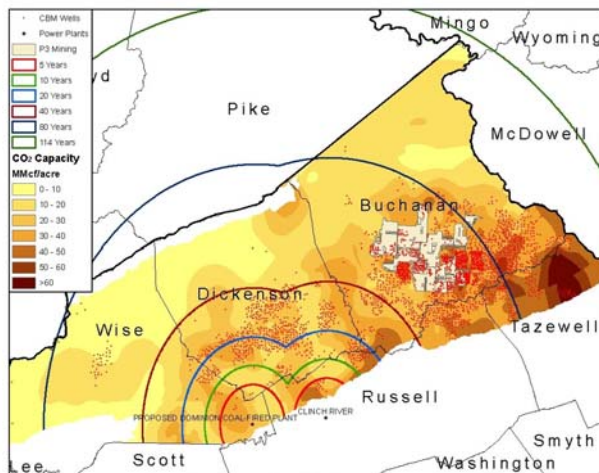 CBM Wells
Power Plants
P3 Mining
5 Years
10 Years
20 Years
40 Years
80 Years
114 Years
CO2 Capacity
MMcf/acre
0 - 10
10 - 20
20 - 30
30 - 40
40 - 50
50 - 60
>60
Mingo
Wyoming
yd
Pike
McDowell
Buchanan
Dickenson
Wise
Tazewell
Russell
PROPOSED DOMINION COAL-FIRED PLANT
CLINCH RIVER
Lee
Scott
Smyth
Washington